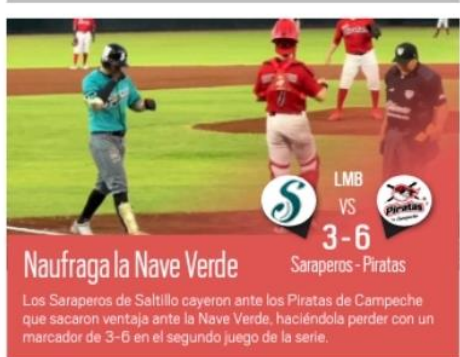 LMB
VS
S
Piratas
3-6
Naufraga la Nave Verde
Saraperos - Piratas
Los Saraperos de Saltillo cayeron ante los Piratas de Campeche
que sacaron ventaja ante la Nave Verde, haciéndola perder con un
marcador de 3-6 en el segundo juego de la serie.